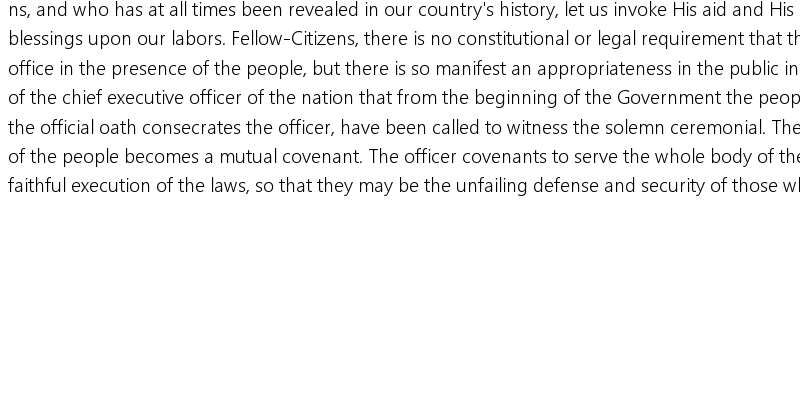 ns, and who has at all times been revealed in our country's history, let us invoke His aid and His
blessings upon our labors. Fellow-Citizens, there is no constitutional or legal requirement that th
office in the presence of the people, but there is so manifest an appropriateness in the public in
of the chief executive officer of the nation that from the beginning of the Government the peop
the official oath consecrates the officer, have been called to witness the solemn ceremonial. The
of the people becomes a mutual covenant. The officer covenants to serve the whole body of the
faithful execution of the laws, so that they may be the unfailing defense and security of those wh